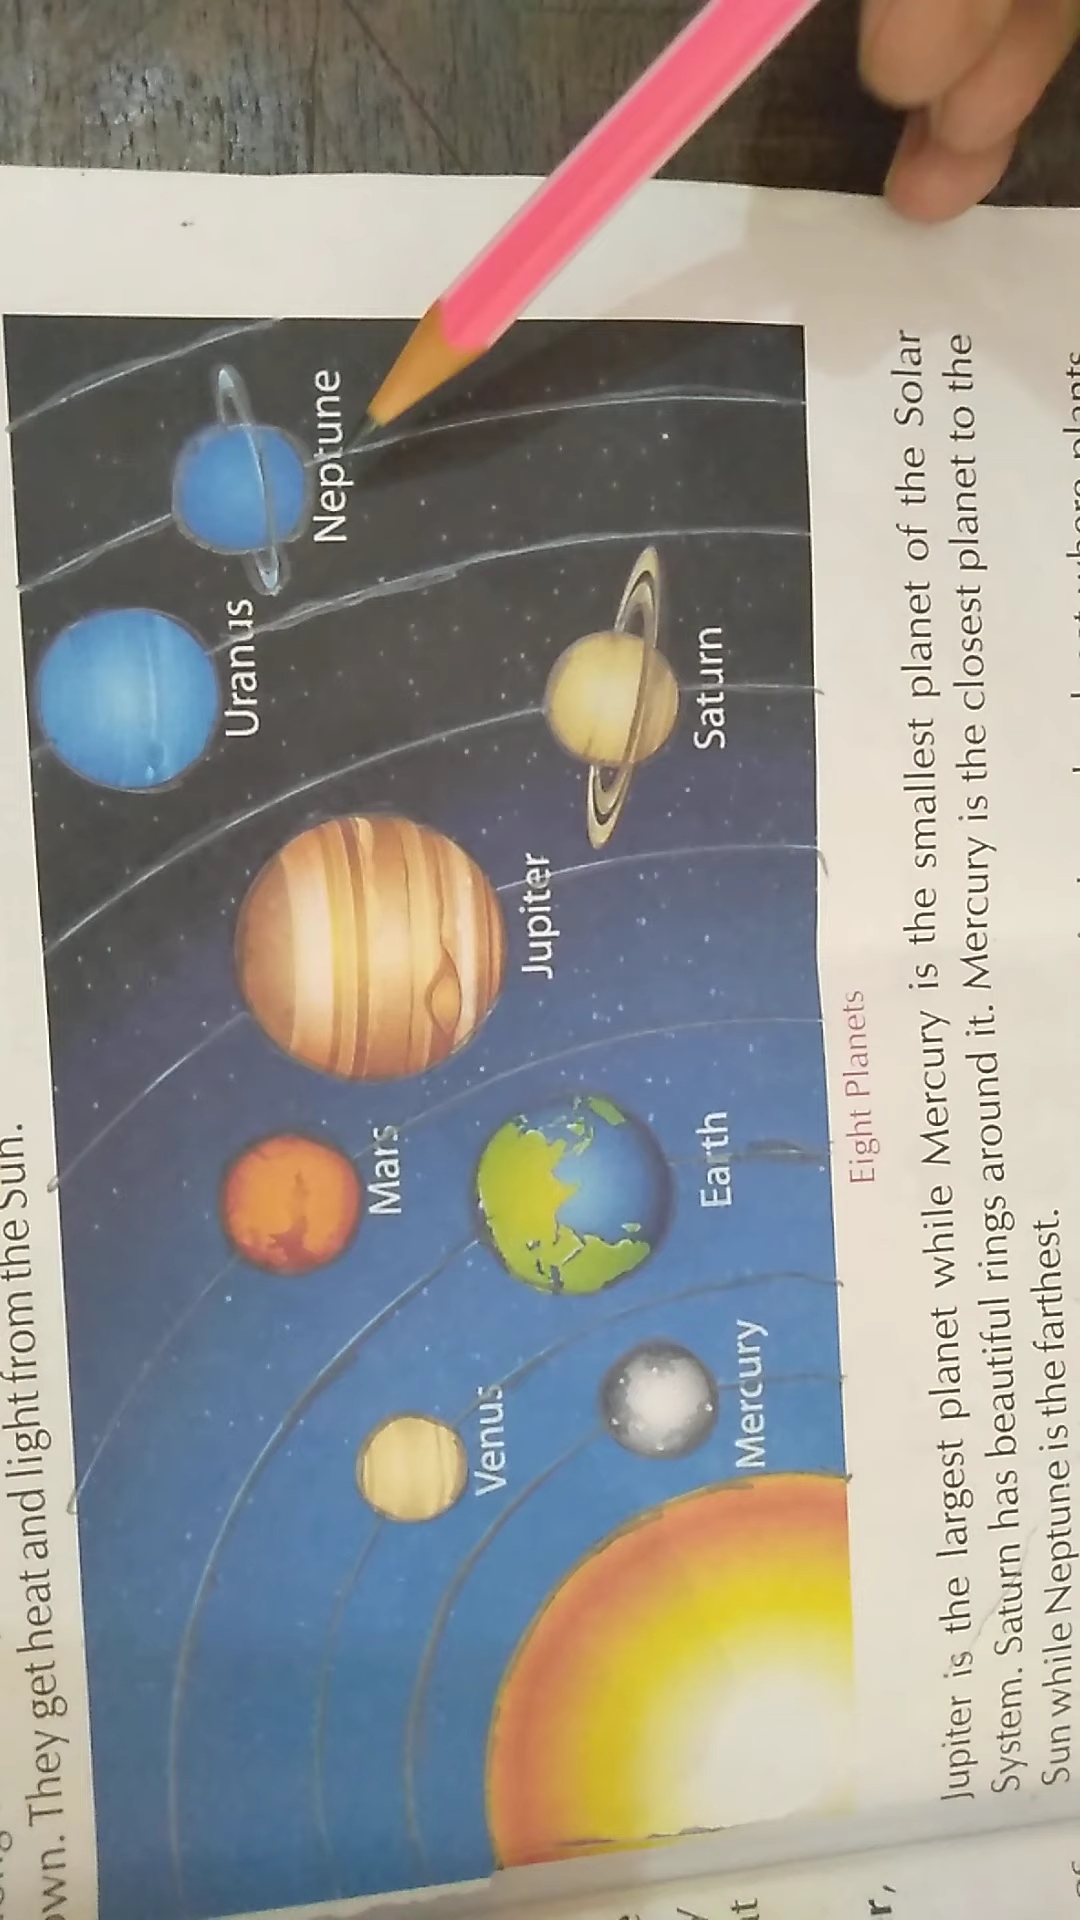 own. They get heat and light from the Sun.
Neptune
Uranus
Saturn
Jupiter
Mars
Earth
Venus
Mercury
Eight Planets
Jupiter is the largest planet while Mercury is the smallest planet of the Solar
System. Saturn has beautiful rings around it. Mercury is the closest planet to the
Sun while Neptune is the farthest.